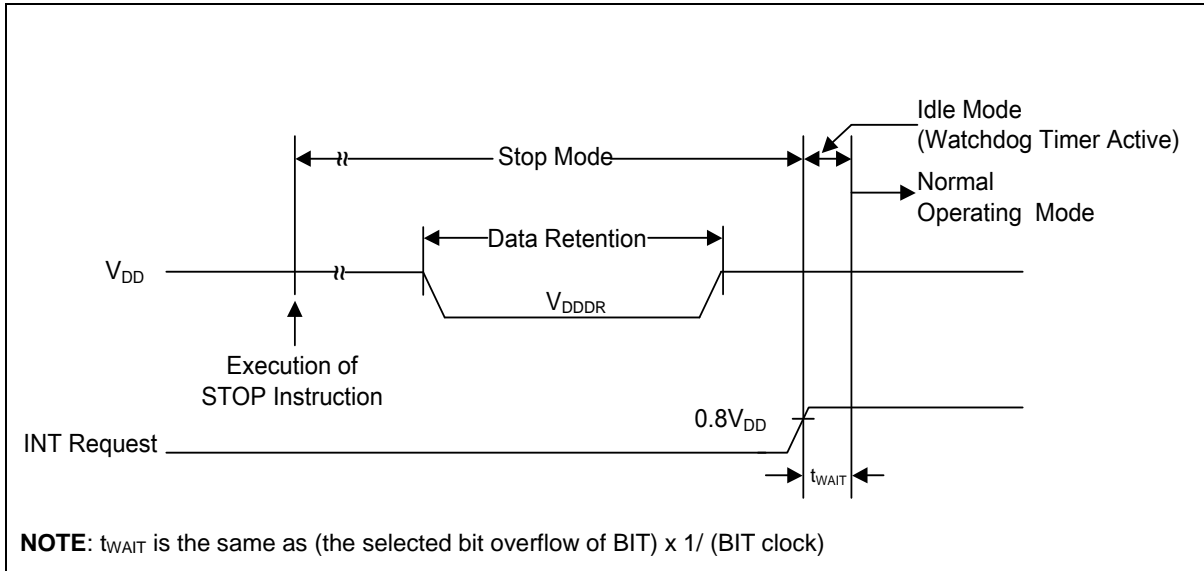 Idle Mode
(Watchdog Timer Active)
Stop Mode
Normal
Operating Mode
Data Retention
VDD
VDDDR
Execution of
STOP Instruction
0.8VDD
INT Request
tWAIT
NOTE: tWAIT is the same as (the selected bit overflow of BIT) x 1/ (BIT clock)